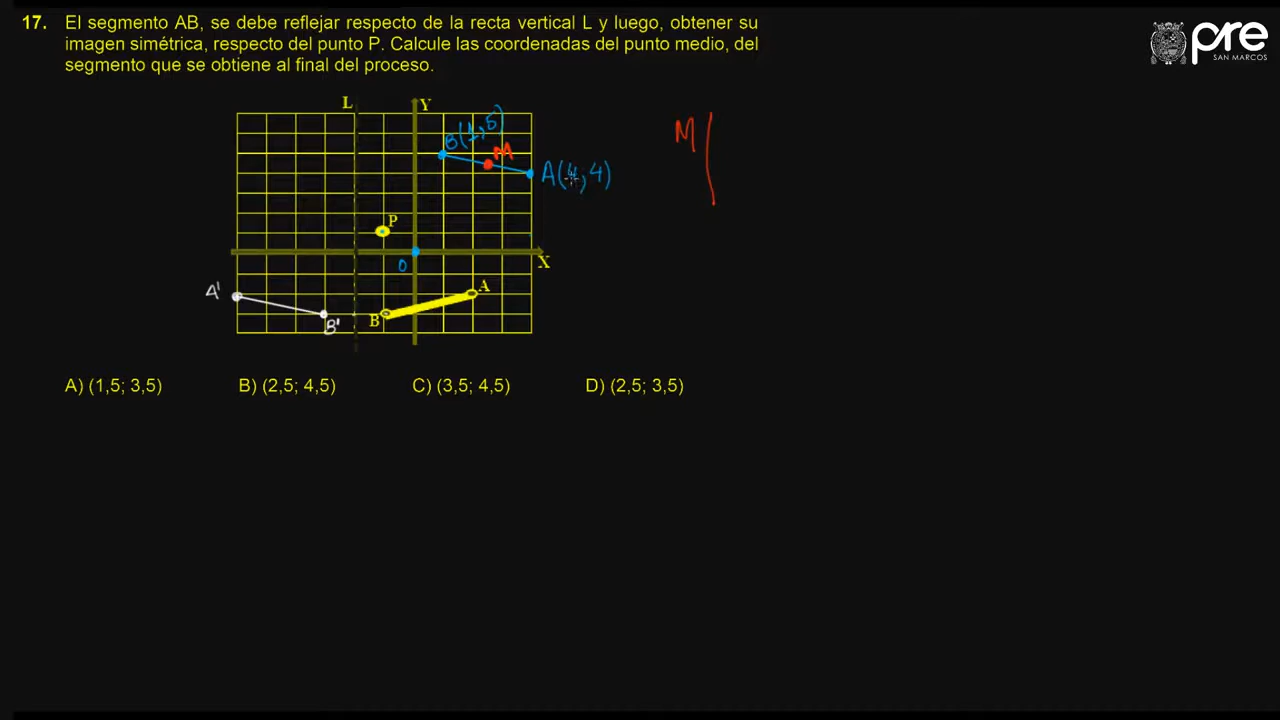 17. El segmento AB, se debe reflejar respecto de la recta vertical L y luego, obtener su
imagen simétrica, respecto del punto P. Calcule las coordenadas del punto medio, del
segmento que se obtiene al final del proceso.
pre
SAN MARCOS
L
Y
B(1,5)
M
A(4,4)
M
P
X
0
A'
A
B
B'
A) (1,5; 3,5) B) (2,5; 4,5) C) (3,5; 4,5) D) (2,5; 3,5)